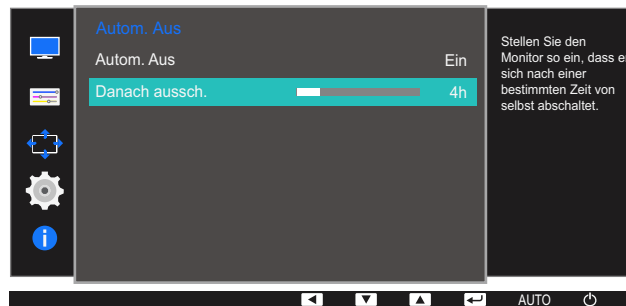 Autom. Aus
Autom. Aus Ein
Danach aussch. 4h
Stellen Sie den
Monitor so ein, dass er
sich nach einer
bestimmten Zeit von
selbst abschaltet.
AUTO